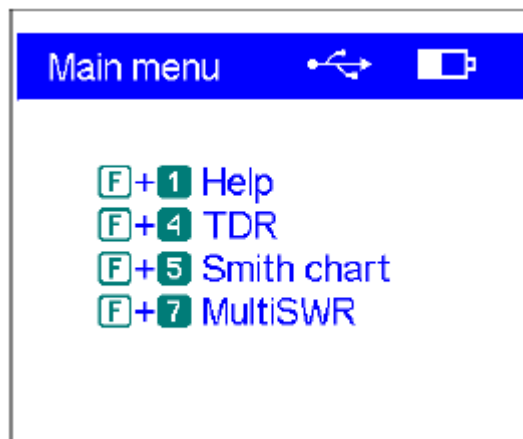 Main menu
F+1 Help
F+4 TDR
F+5 Smith chart
F+7 MultiSWR